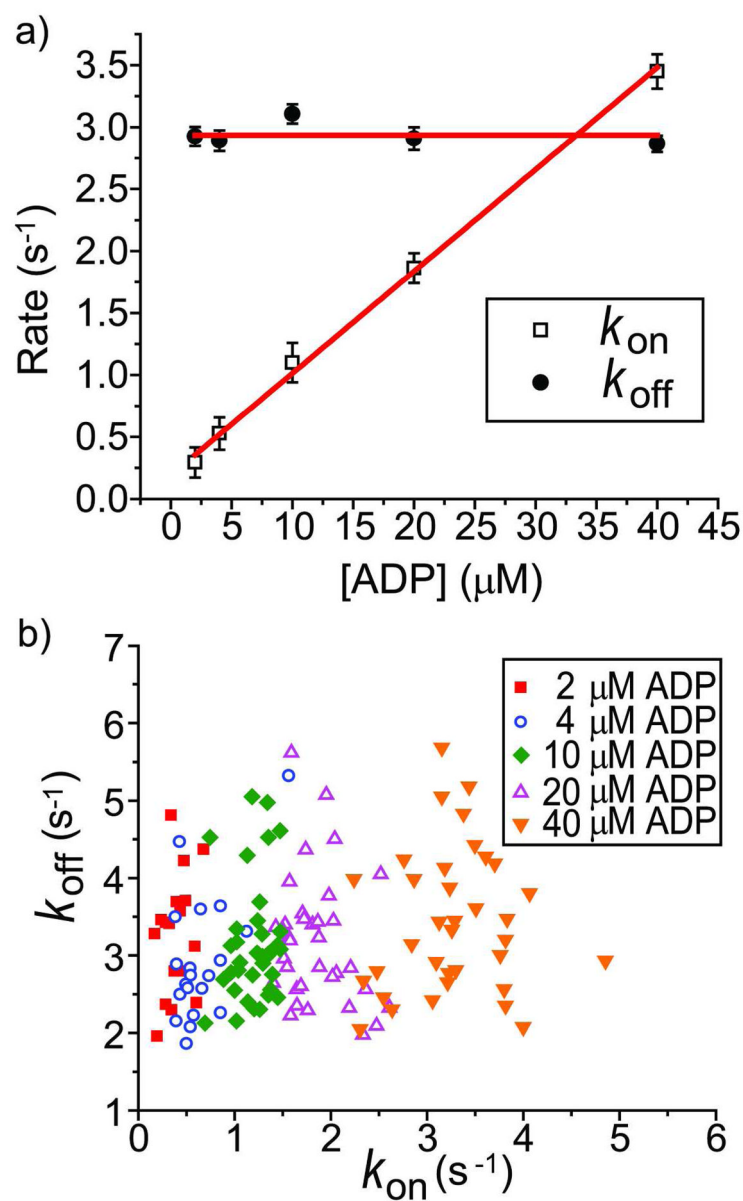 a)
3.5
3.0
2.5
2.0
1.5
1.0
0.5
0.0
Rate (s⁻¹)
kon
koff
0 5 10 15 20 25 30 35 40 45
[ADP] (μM)
b)
7
6
5
4
3
2
1
koff (s⁻¹)
2 μM ADP
4 μM ADP
10 μM ADP
20 μM ADP
40 μM ADP
0 1 2 3 4 5 6
kon (s⁻¹)